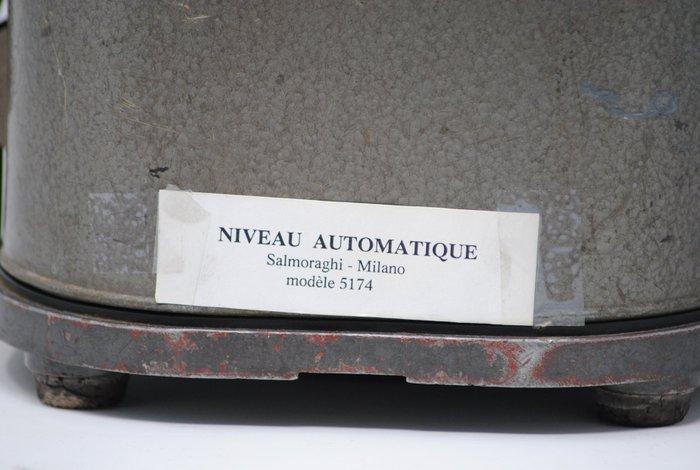 NIVEAU AUTOMATIQUE
Salmoraghi - Milano
modèle 5174